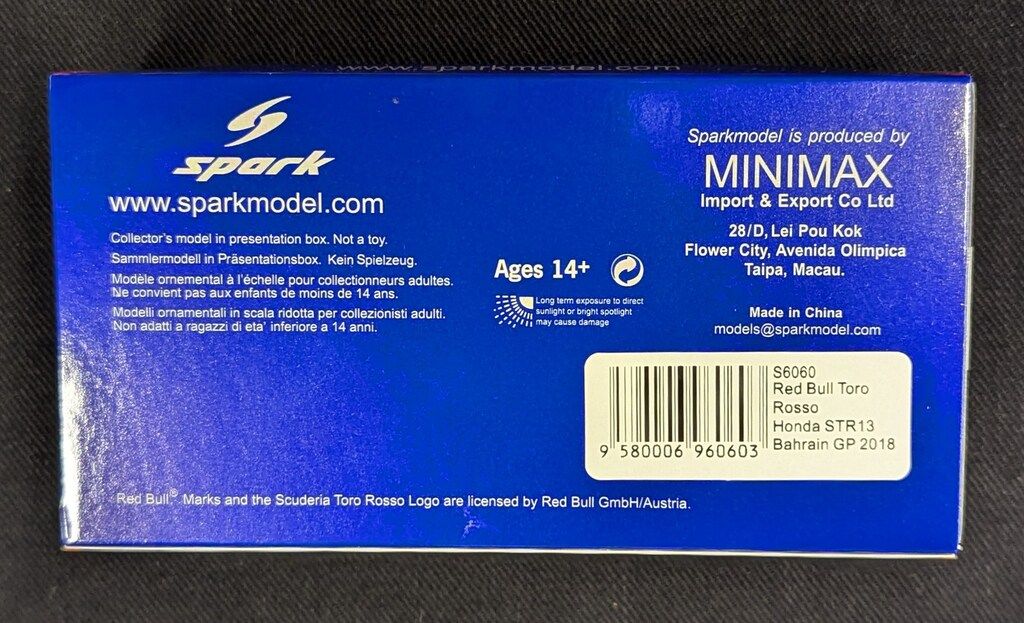 www.sparkmodel.com
spark
www.sparkmodel.com
Collector's model in presentation box. Not a toy.
Sammlermodell in Präsentationsbox. Kein Spielzeug.
Modèle ornemental à l'échelle pour collectionneurs adultes.
Ne convient pas aux enfants de moins de 14 ans.
Modelli ornamentali in scala ridotta per collezionisti adulti.
Non adatti a ragazzi di eta' inferiore a 14 anni.
Ages 14+
Long term exposure to direct
sunlight or bright spotlight
may cause damage
Sparkmodel is produced by
MINIMAX
Import & Export Co Ltd
28/D, Lei Pou Kok
Flower City, Avenida Olimpica
Taipa, Macau.
Made in China
models@sparkmodel.com
S6060
Red Bull Toro
Rosso
Honda STR13
Bahrain GP 2018
9 580006 960603
Red Bull® Marks and the Scuderia Toro Rosso Logo are licensed by Red Bull GmbH/Austria.